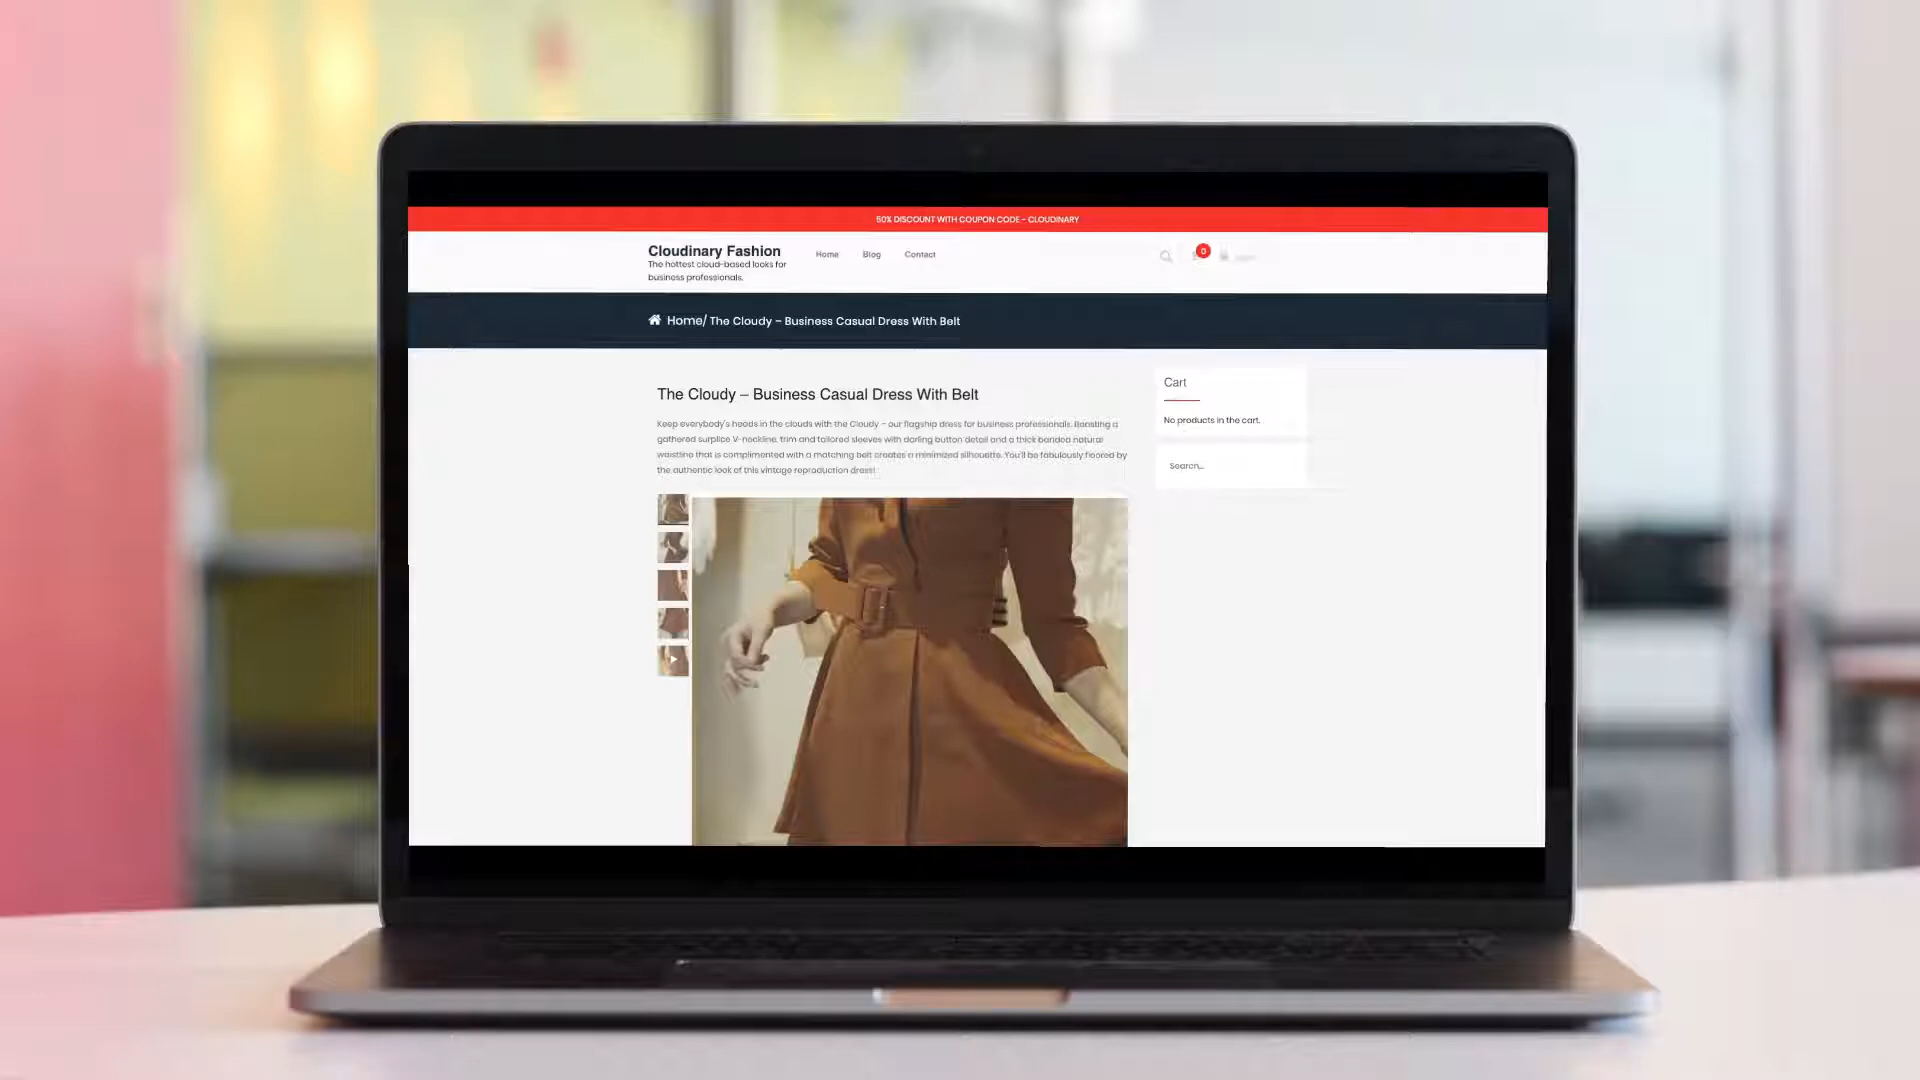 50% DISCOUNT WITH COUPON CODE - CLOUDINARY
Cloudinary Fashion
The hottest cloud-based looks for
business professionals.
Home
Blog
Contact
0
Home/ The Cloudy – Business Casual Dress With Belt
The Cloudy – Business Casual Dress With Belt
Keep everybody's heads in the clouds with the Cloudy – our flagship dress for business professionals. Boasting a
gathered surplice V-neckline, trim and tailored sleeves with darling button detail and a thick banded natural
waistline that is complimented with a matching belt creates a minimized silhouette. You'll be fabulously floored by
the authentic look of this vintage reproduction dress!
Cart
No products in the cart.
Search...